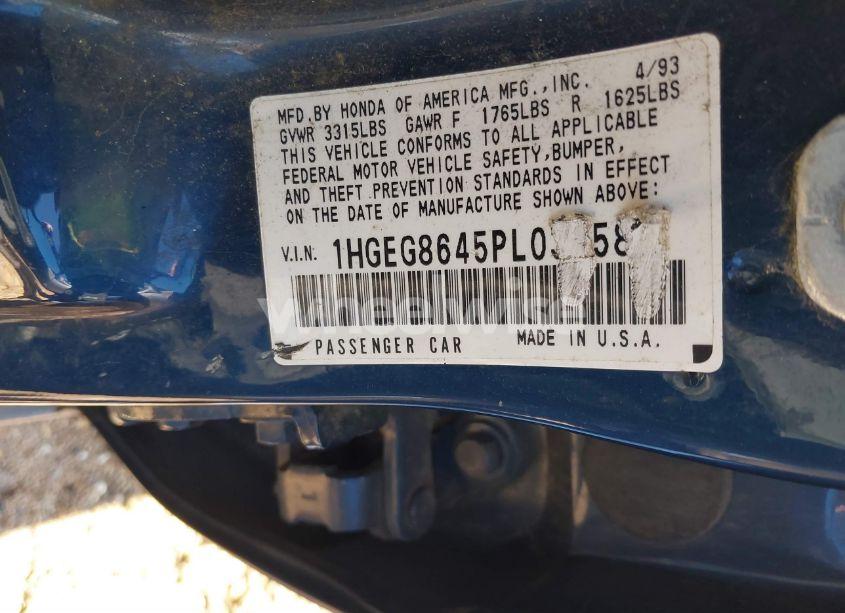 MFD.BY HONDA OF AMERICA MFG.,INC. 4/93
GVWR 3315LBS GAWR F 1765LBS R 1625LBS
THIS VEHICLE CONFORMS TO ALL APPLICABLE
FEDERAL MOTOR VEHICLE SAFETY,BUMPER,
AND THEFT PREVENTION STANDARDS IN EFFECT
ON THE DATE OF MANUFACTURE SHOWN ABOVE:
V.I.N:
PASSENGER CAR MADE IN U.S.A.